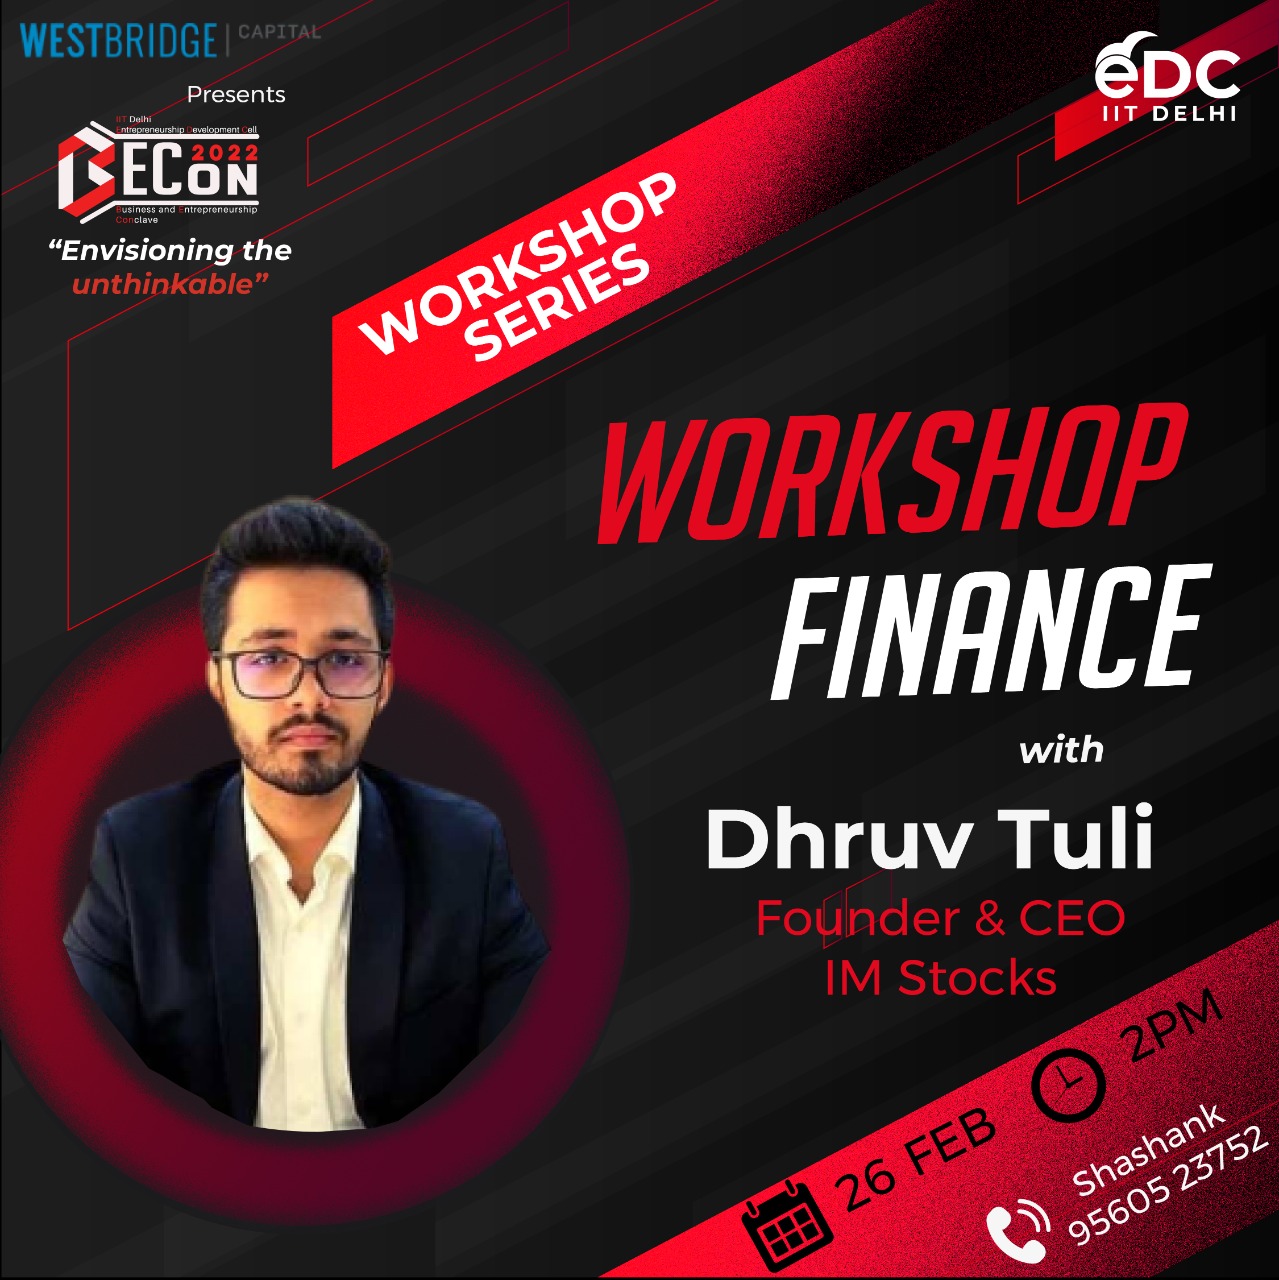 WESTBRIDGE | CAPITAL
Presents
IIT Delhi
Entrepreneurship Development Cell
BECON
2022
Business and Entrepreneurship
Conclave
“Envisioning the
unthinkable”
eDC
IIT DELHI
WORKSHOP
SERIES
WORKSHOP
FINANCE
with
Dhruv Tuli
Founder & CEO
IM Stocks
26 FEB
2PM
Shashank
95605 23752